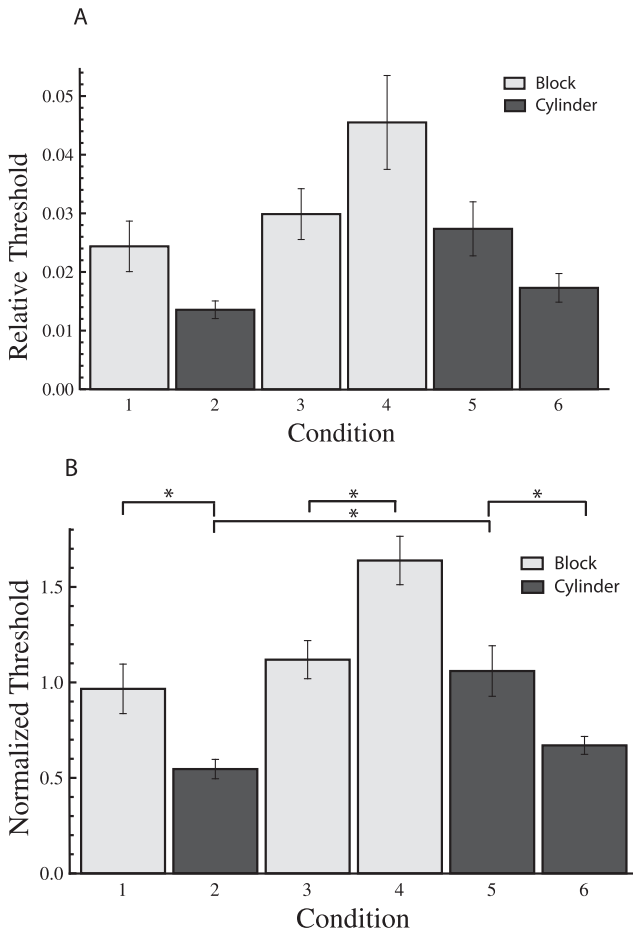 A
Block
Cylinder
0.05
0.04
0.03
0.02
0.01
0.00
Relative Threshold
1 2 3 4 5 6
Condition
B
* * *
*
Block
Cylinder
1.5
1.0
0.5
0.0
Normalized Threshold
1 2 3 4 5 6
Condition